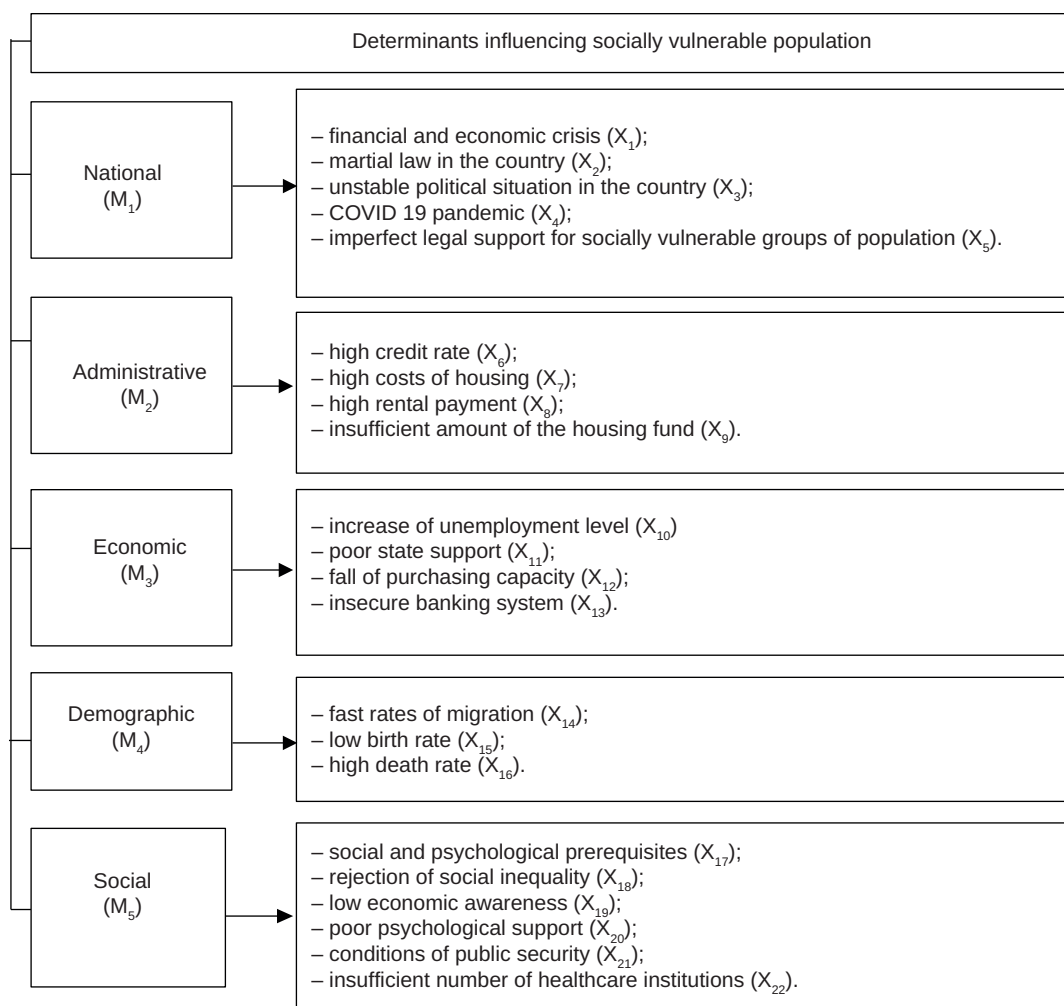 Determinants influencing socially vulnerable population
National
(M₁)
– financial and economic crisis (X₁);
– martial law in the country (X₂);
– unstable political situation in the country (X₃);
– COVID 19 pandemic (X₄);
– imperfect legal support for socially vulnerable groups of population (X₅).
Administrative
(M₂)
– high credit rate (X₆);
– high costs of housing (X₇);
– high rental payment (X₈);
– insufficient amount of the housing fund (X₉).
Economic
(M₃)
– increase of unemployment level (X₁₀)
– poor state support (X₁₁);
– fall of purchasing capacity (X₁₂);
– insecure banking system (X₁₃).
Demographic
(M₄)
– fast rates of migration (X₁₄);
– low birth rate (X₁₅);
– high death rate (X₁₆).
Social
(M₅)
– social and psychological prerequisites (X₁₇);
– rejection of social inequality (X₁₈);
– low economic awareness (X₁₉);
– poor psychological support (X₂₀);
– conditions of public security (X₂₁);
– insufficient number of healthcare institutions (X₂₂).